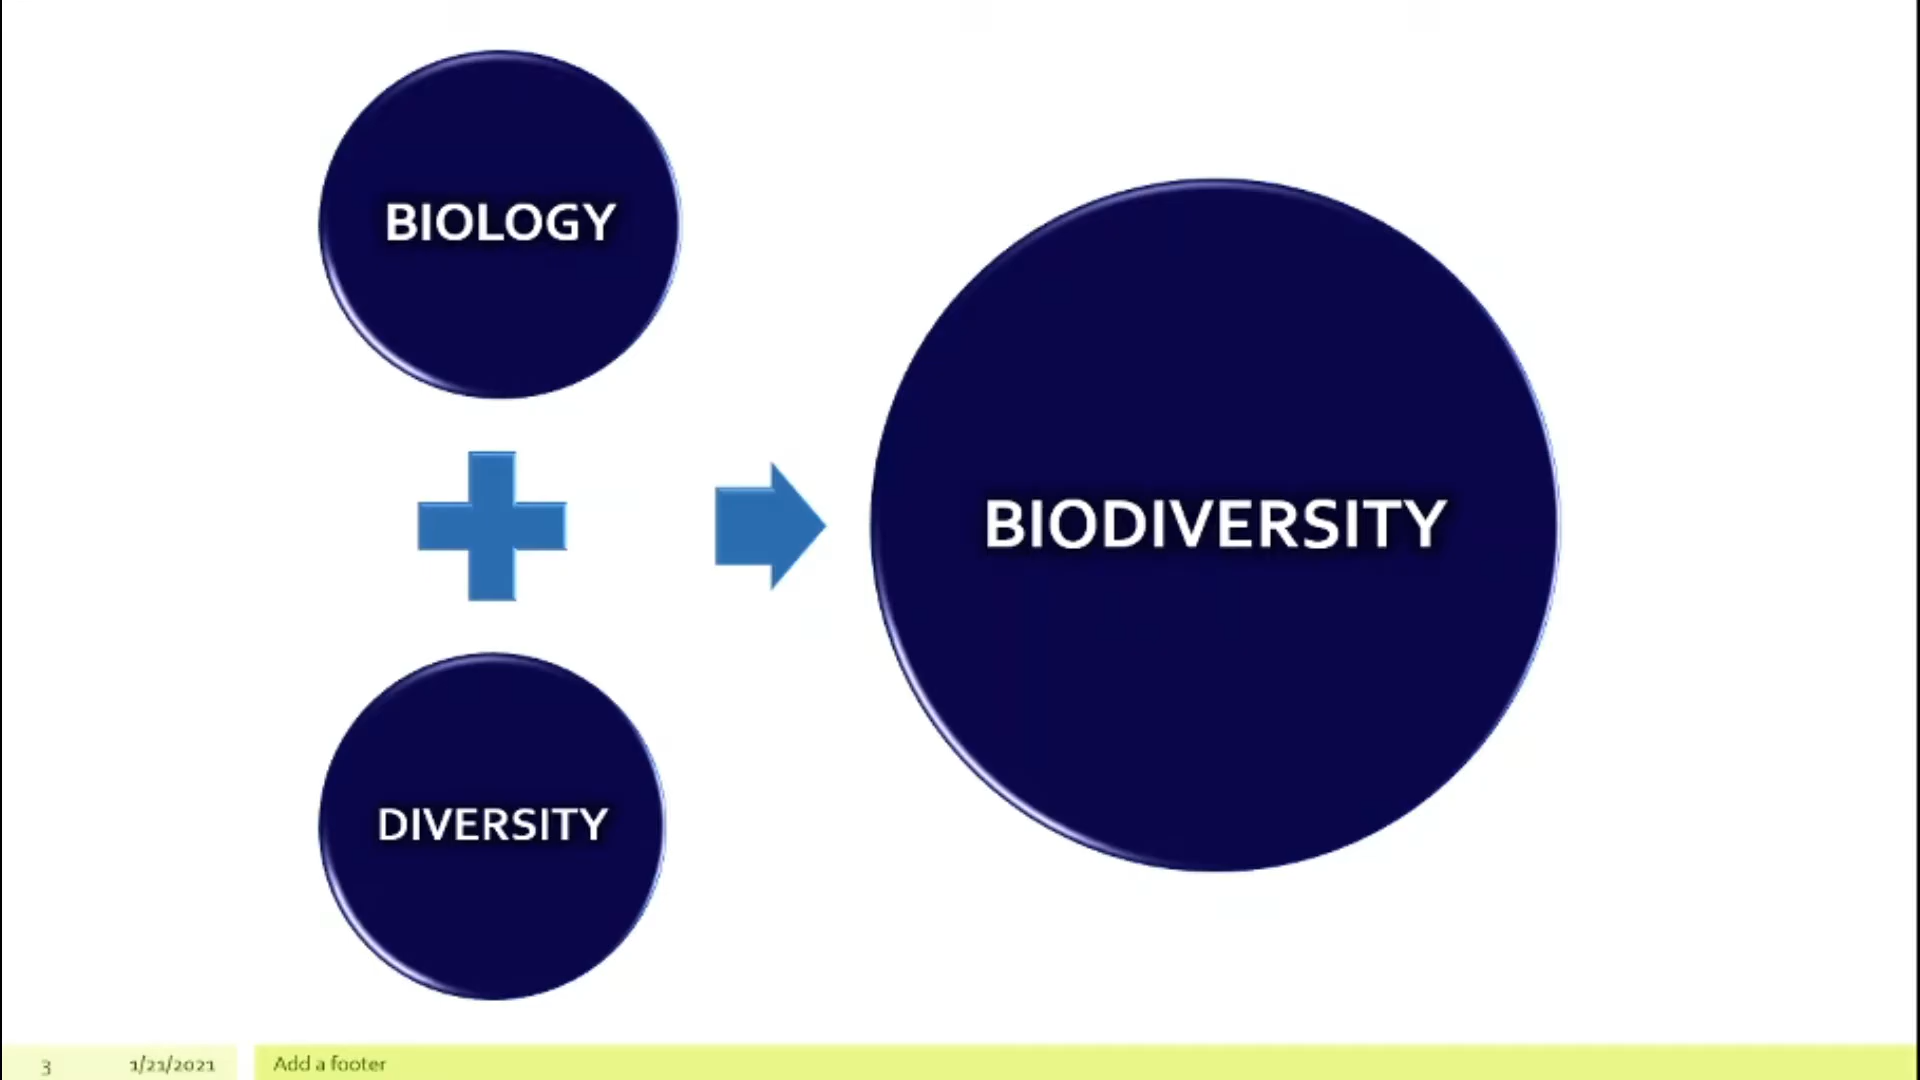 BIOLOGY
DIVERSITY
BIODIVERSITY
3
1/21/2021
Add a footer